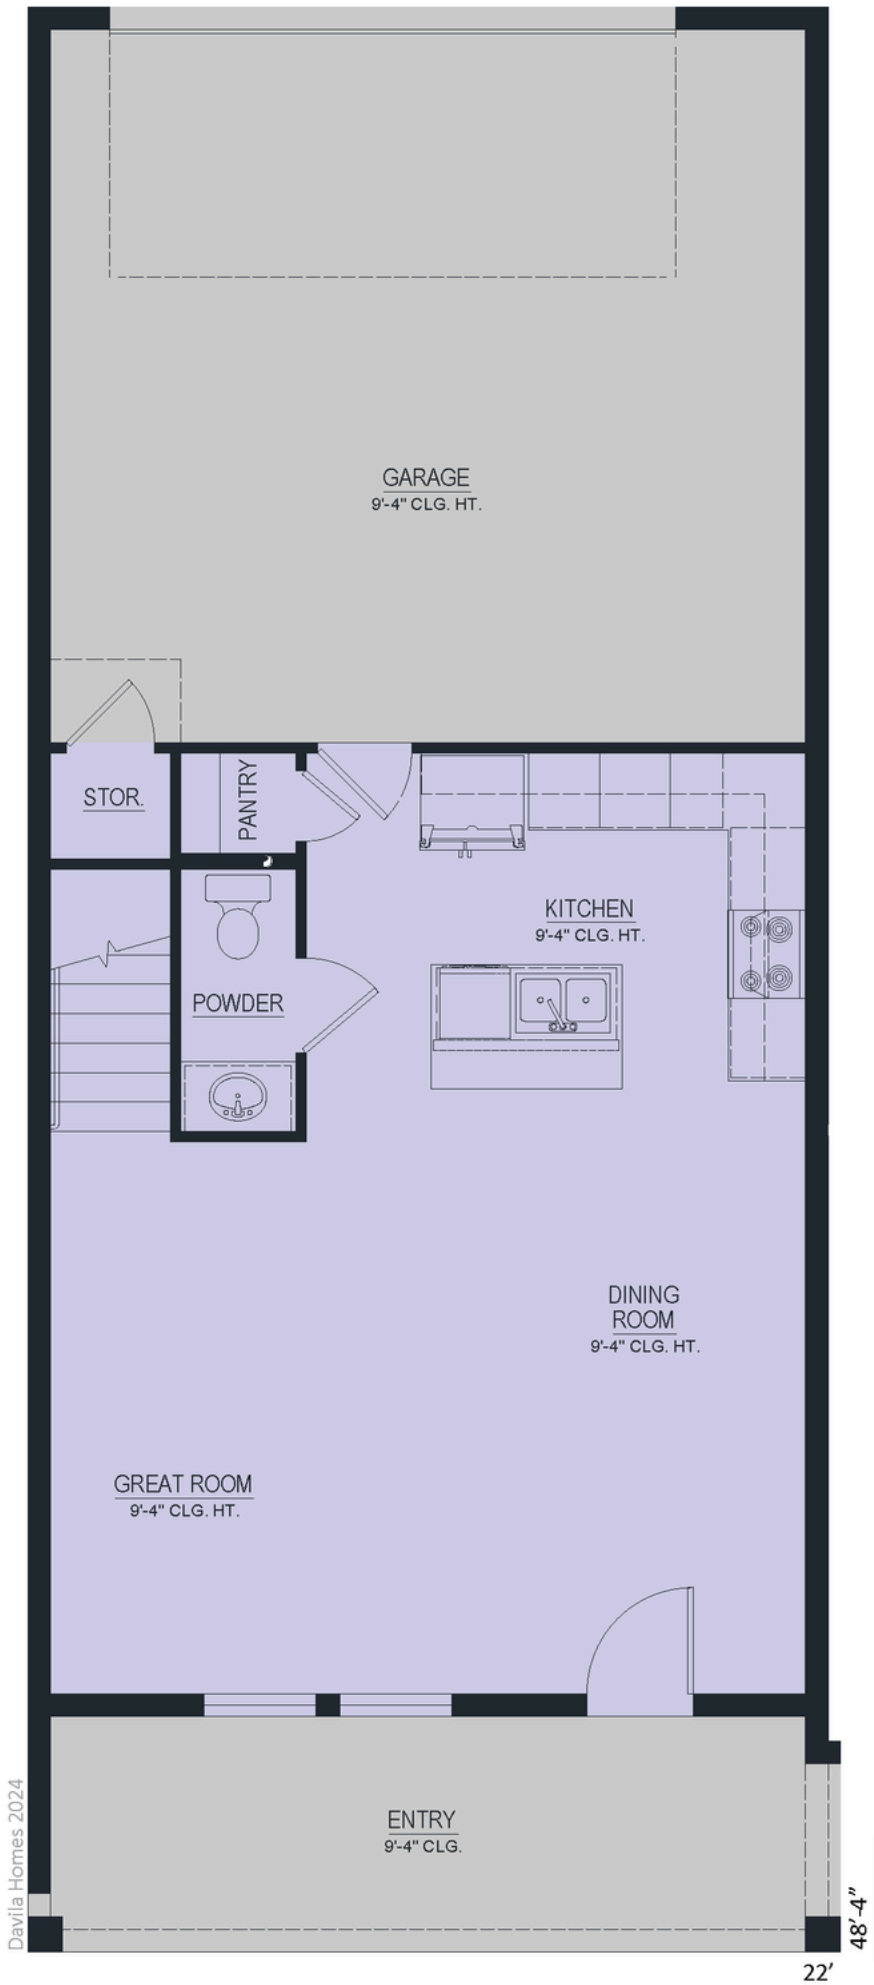 GARAGE
9'-4" CLG. HT.
STOR.
PANTRY
KITCHEN
9'-4" CLG. HT.
POWDER
DINING
ROOM
9'-4" CLG. HT.
GREAT ROOM
9'-4" CLG. HT.
ENTRY
9'-4" CLG.
Davila Homes 2024
48'-4"
22'